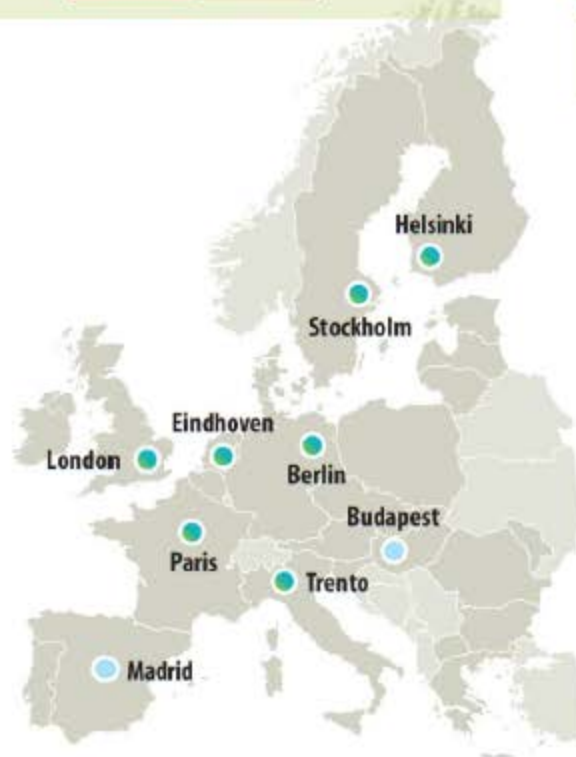 Helsinki
Stockholm
Eindhoven
London
Berlin
Budapest
Paris
Trento
Madrid